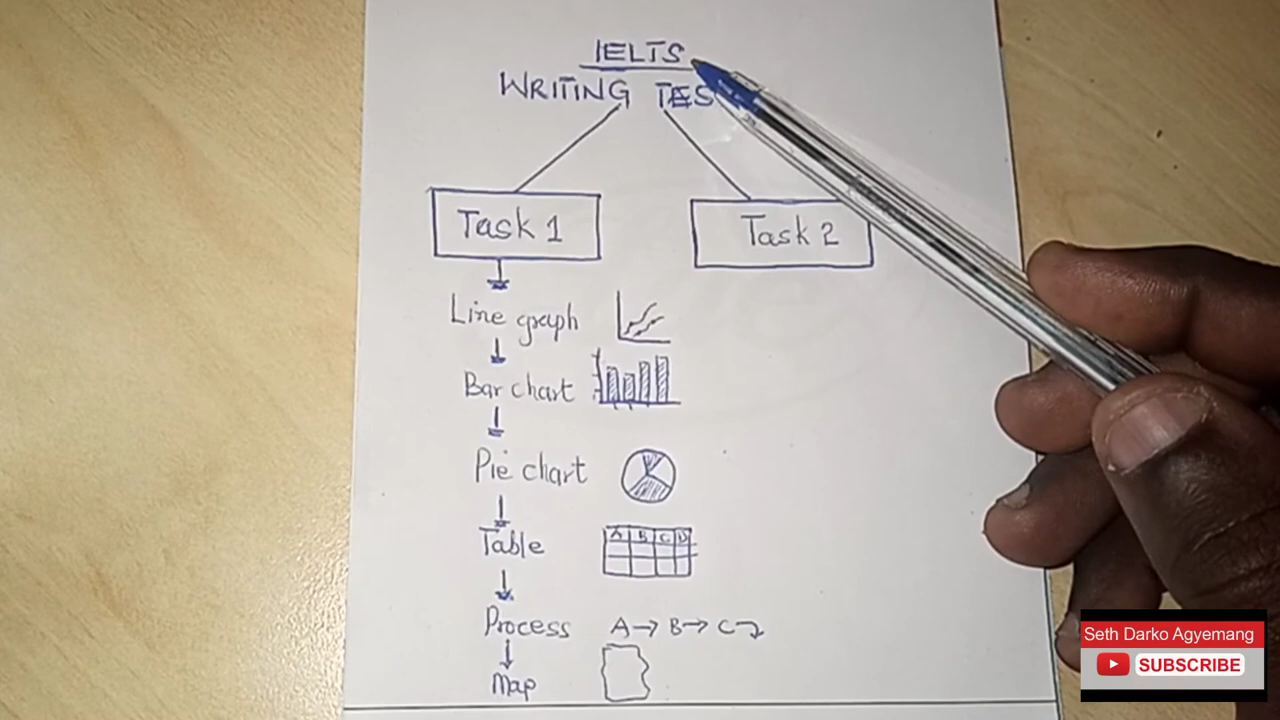 IELTS
WRITING TES
Task 1
Task 2
Line graph
Bar chart
Pie chart
Table
A B C D
Process A→ B→ C
Map
Seth Darko Agyemang
SUBSCRIBE